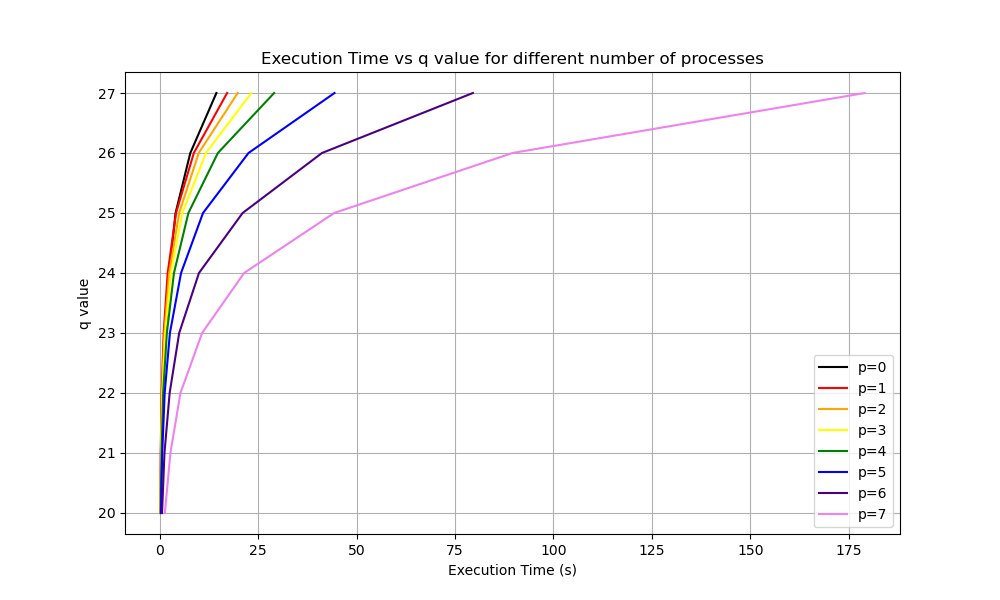 Execution Time vs q value for different number of processes
27
26
25
24
23
22
21
20
q value
0 25 50 75 100 125 150 175
Execution Time (s)
p=0
p=1
p=2
p=3
p=4
p=5
p=6
p=7